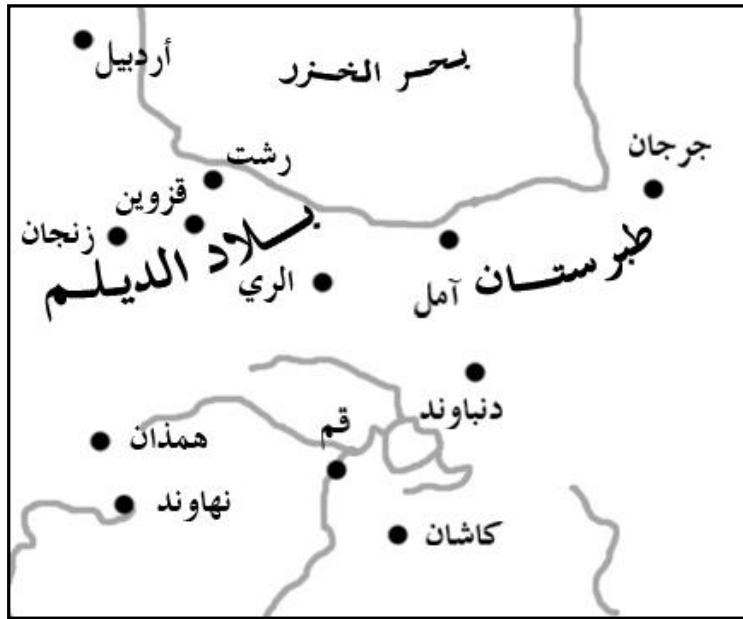 بحر الخزر
أردبيل
رشت
جرجان
قزوين
زنجان
بلاد الديلم
طبرستان
الري
آمل
دنباوند
قم
همذان
نهاوند
كاشان